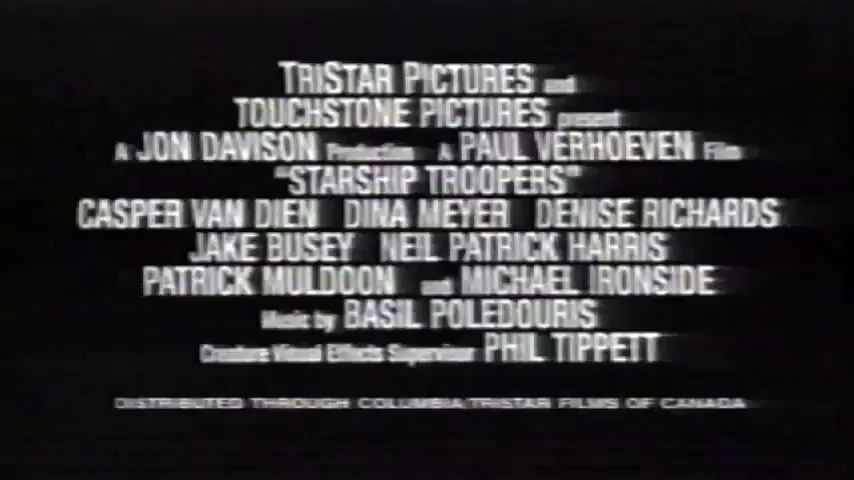 TRISTAR PICTURES and
TOUCHSTONE PICTURES present
A JON DAVISON Production A PAUL VERHOEVEN Film
"STARSHIP TROOPERS"
CASPER VAN DIEN DINA MEYER DENISE RICHARDS
JAKE BUSEY NEIL PATRICK HARRIS
PATRICK MULDOON and MICHAEL IRONSIDE
Music by BASIL POLEDOURIS
Creature Visual Effects Supervisor PHIL TIPPETT
DISTRIBUTED THROUGH COLUMBIA TRISTAR FILMS OF CANADA